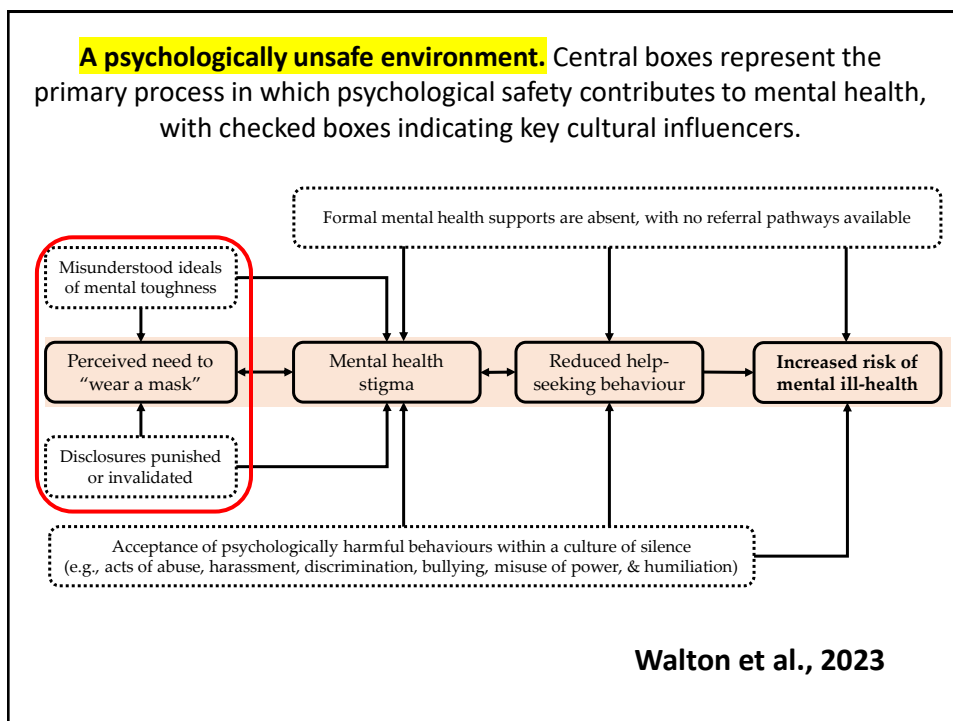 A psychologically unsafe environment. Central boxes represent the
primary process in which psychological safety contributes to mental health,
with checked boxes indicating key cultural influencers.
Formal mental health supports are absent, with no referral pathways available
Misunderstood ideals
of mental toughness
Perceived need to
“wear a mask”
Mental health
stigma
Reduced help-
seeking behaviour
Increased risk of
mental ill-health
Disclosures punished
or invalidated
Acceptance of psychologically harmful behaviours within a culture of silence
(e.g., acts of abuse, harassment, discrimination, bullying, misuse of power, & humiliation)
Walton et al., 2023